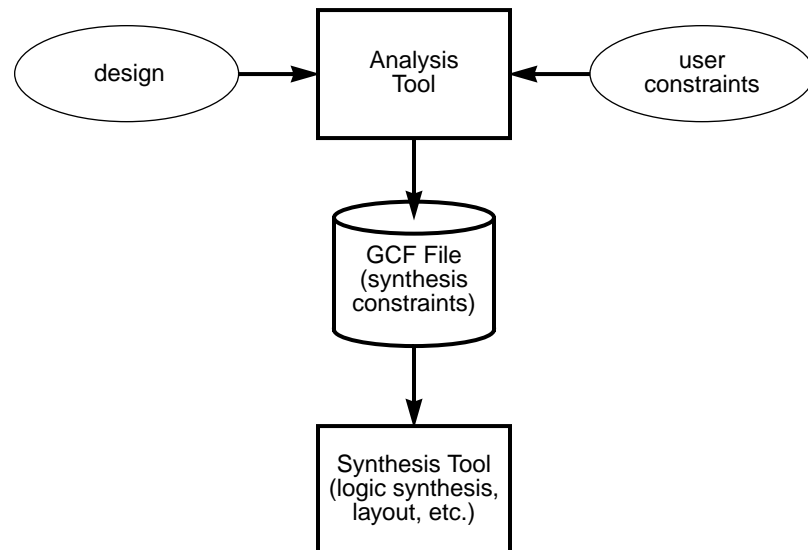 design
Analysis
Tool
user
constraints
GCF File
(synthesis
constraints)
Synthesis Tool
(logic synthesis,
layout, etc.)